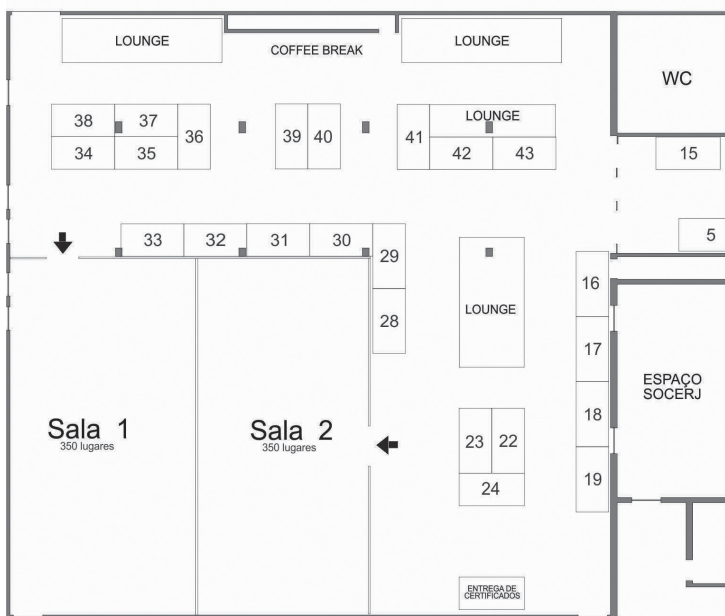 LOUNGE
COFFEE BREAK
LOUNGE
WC
38
37
36
34
35
39
40
41
LOUNGE
42
43
15
5
33
32
31
30
29
28
LOUNGE
16
17
18
19
ESPAÇO
SOCERJ
Sala 1
350 lugares
Sala 2
350 lugares
23
22
24
ENTREGA DE
CERTIFICADOS